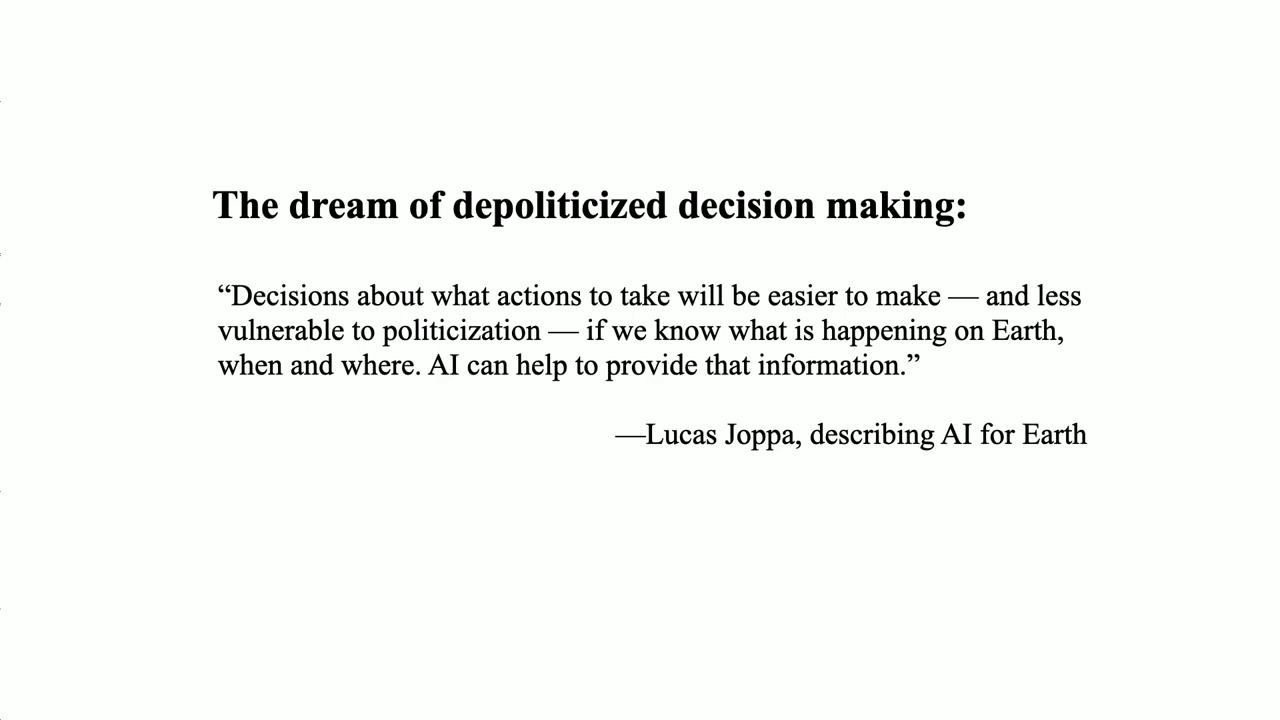 The dream of depoliticized decision making:
“Decisions about what actions to take will be easier to make — and less
vulnerable to politicization — if we know what is happening on Earth,
when and where. AI can help to provide that information.”
—Lucas Joppa, describing AI for Earth